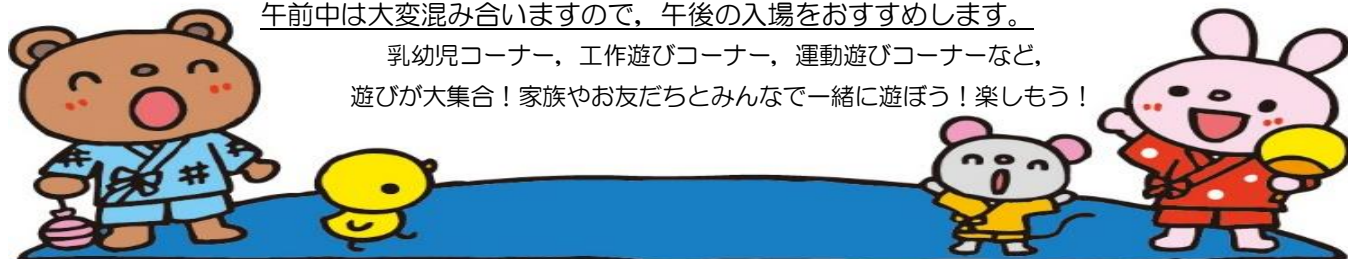 午前中は大変混み合いますので，午後の入場をおすすめします。
乳幼児コーナー，工作遊びコーナー，運動遊びコーナーなど，
遊びが大集合！家族やお友だちとみんなで一緒に遊ぼう！楽しもう！